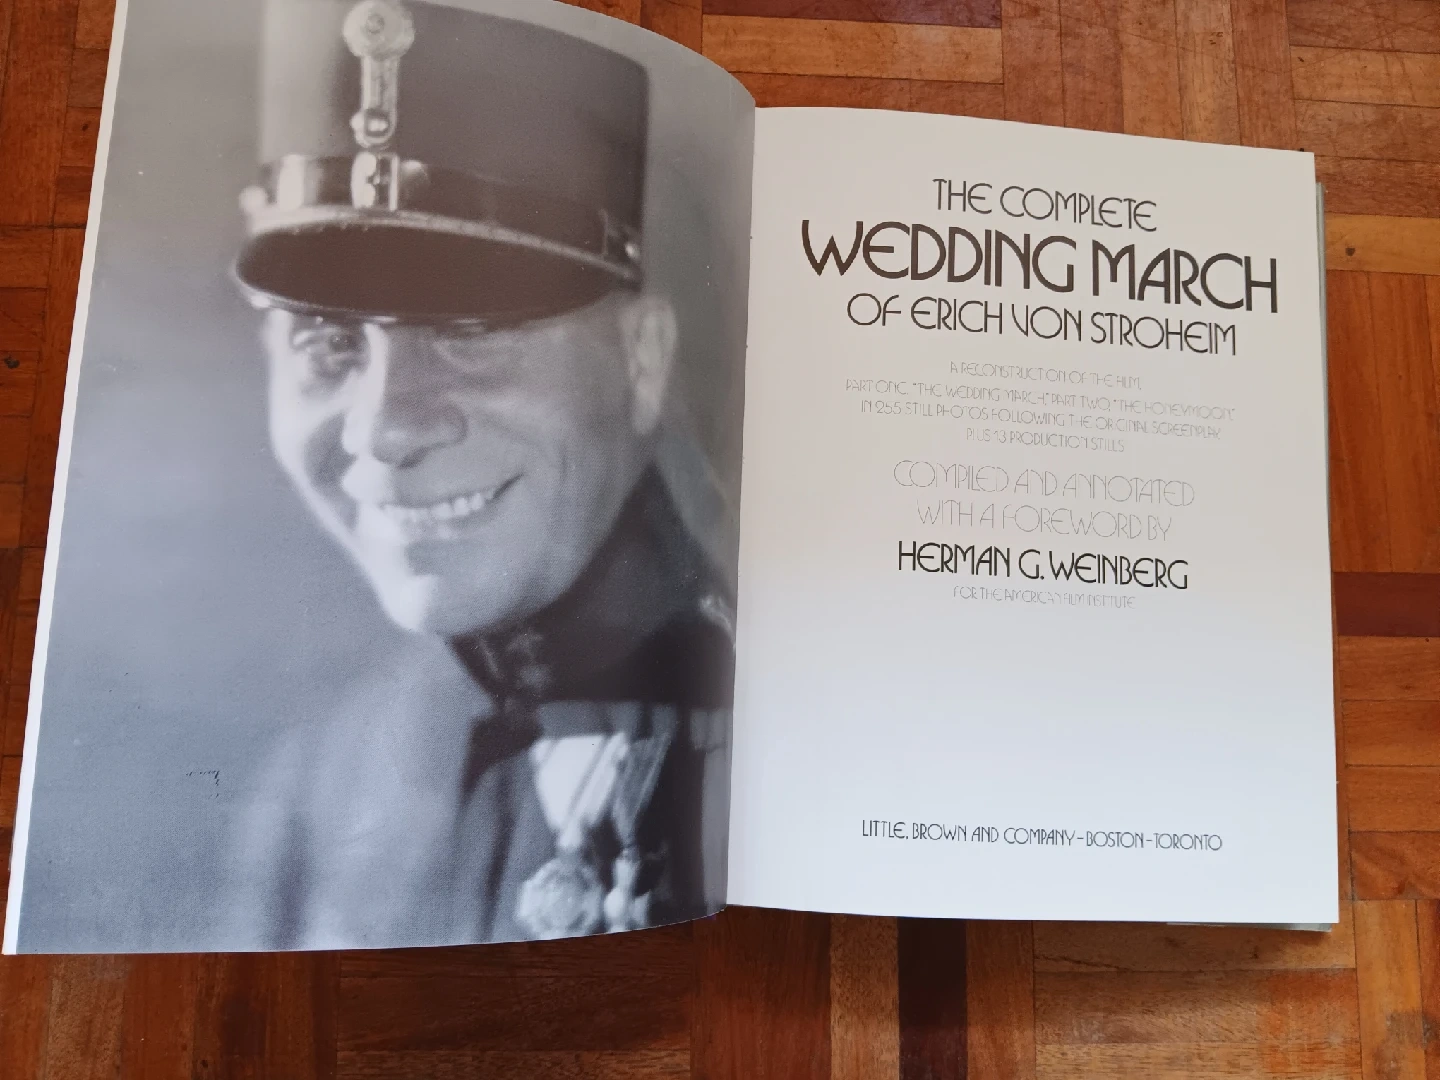 THE COMPLETE
WEDDING MARCH
OF ERICH VON STROHEIM
A RECONSTRUCTION OF THE FILM,
PART ONE, "THE WEDDING MARCH," PART TWO, "THE HONEYMOON,"
IN 255 STILL PHOTOS FOLLOWING THE ORIGINAL SCREENPLAY
PLUS 13 PRODUCTION STILLS
COMPILED AND ANNOTATED
WITH A FOREWORD BY
HERMAN G. WEINBERG
FOR THE AMERICAN FILM INSTITUTE
LITTLE, BROWN AND COMPANY-BOSTON-TORONTO